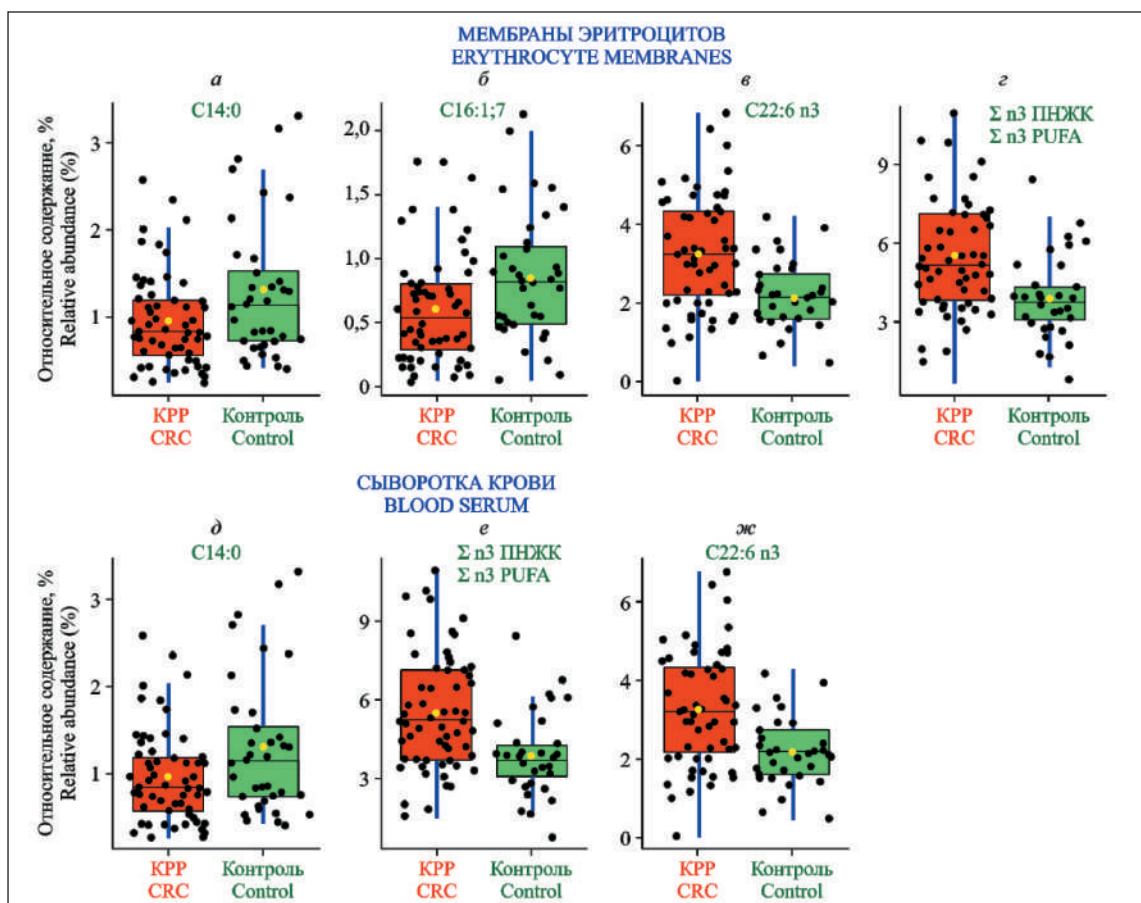 МЕМБРАНЫ ЭРИТРОЦИТОВ
ERYTHROCYTE MEMBRANES
а
б
в
г
Относительное содержание, %
Relative abundance (%)
C14:0
3
2
1
КРР
CRC
Контроль
Control
C16:1;7
2,0
1,5
1,0
0,5
0
КРР
CRC
Контроль
Control
C22:6 n3
6
4
2
0
КРР
CRC
Контроль
Control
Σ n3 ПНЖК
Σ n3 PUFA
9
6
3
КРР
CRC
Контроль
Control
СЫВОРОТКА КРОВИ
BLOOD SERUM
д
е
ж
Относительное содержание, %
Relative abundance (%)
C14:0
3
2
1
КРР
CRC
Контроль
Control
Σ n3 ПНЖК
Σ n3 PUFA
9
6
3
КРР
CRC
Контроль
Control
C22:6 n3
6
4
2
0
КРР
CRC
Контроль
Control